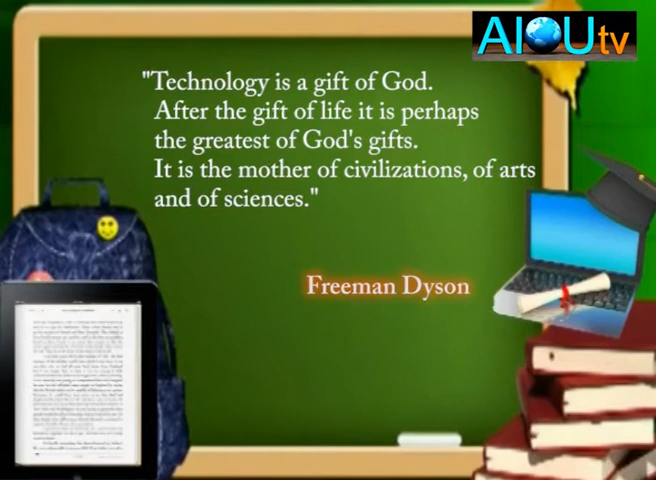 AIOUtv
"Technology is a gift of God.
After the gift of life it is perhaps
the greatest of God's gifts.
It is the mother of civilizations, of arts
and of sciences."
Freeman Dyson